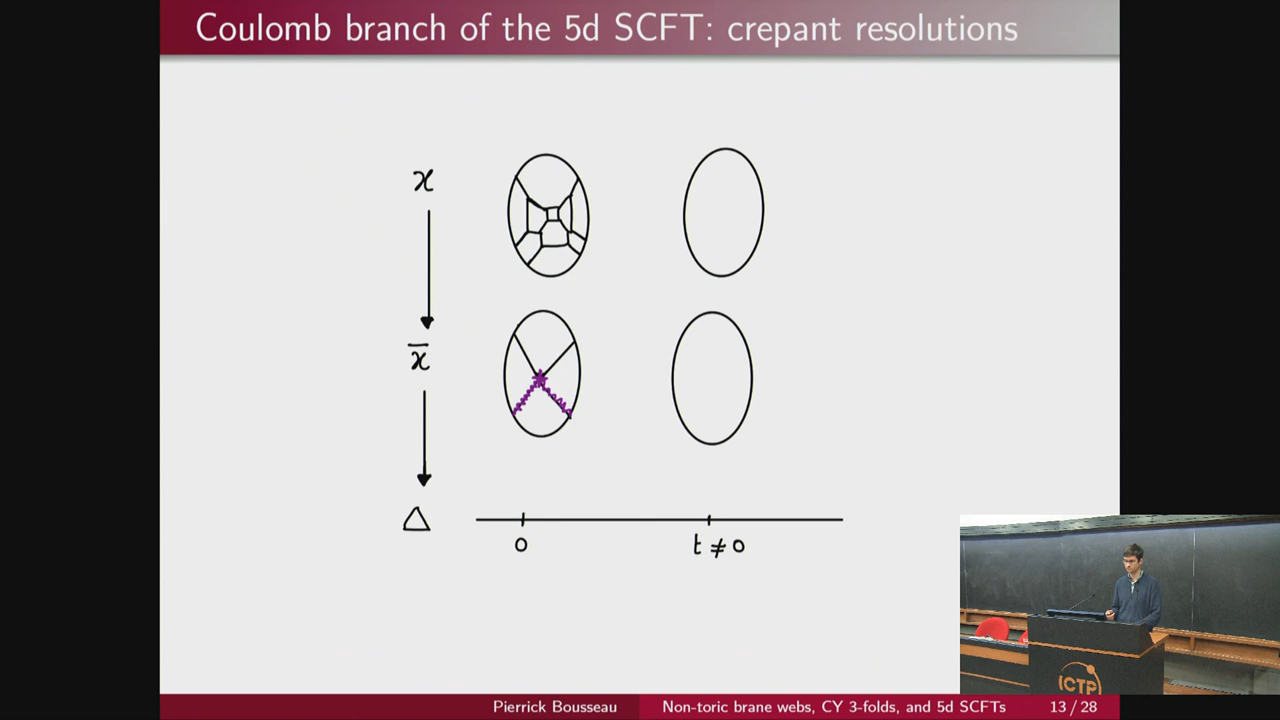 Coulomb branch of the 5d SCFT: crepant resolutions
𝒳
𝒳̅
Δ
0
t ≠ 0
ICTP
Pierrick Bousseau
Non-toric brane webs, CY 3-folds, and 5d SCFTs
13 / 28